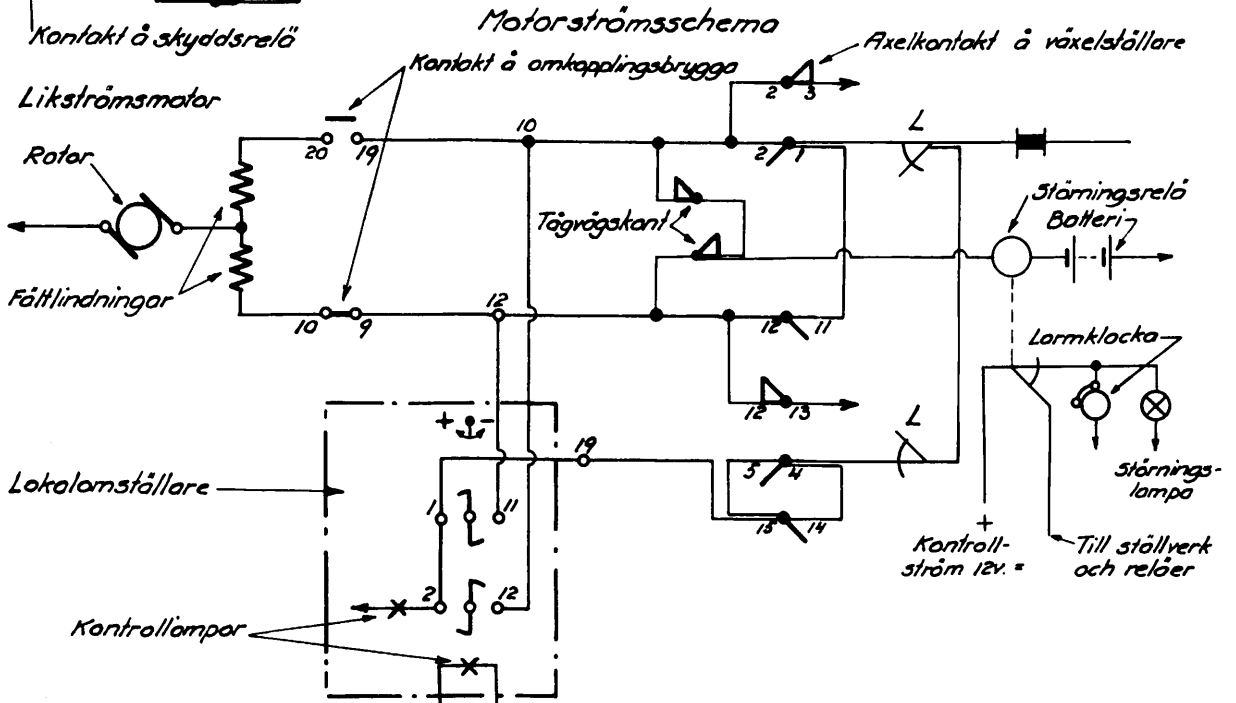 Kontakt å skyddsrelä
Motorströmsschema
Axelkontakt å växelställare
Kontakt å omkopplingsbrygga
Likströmsmotor
Rotor
Fältlindningar
20
19
10
2
3
2
1
L
Tågvägskont
Störningsrelä
Batteri
10
9
12
12
11
12
13
Larmklocka
Störnings-
lampa
+
-
19
5
4
L
15
14
Lokalomställare
1
11
2
12
Kontrollampor
+
Kontroll-
ström 12v. =
Till ställverk
och reläer